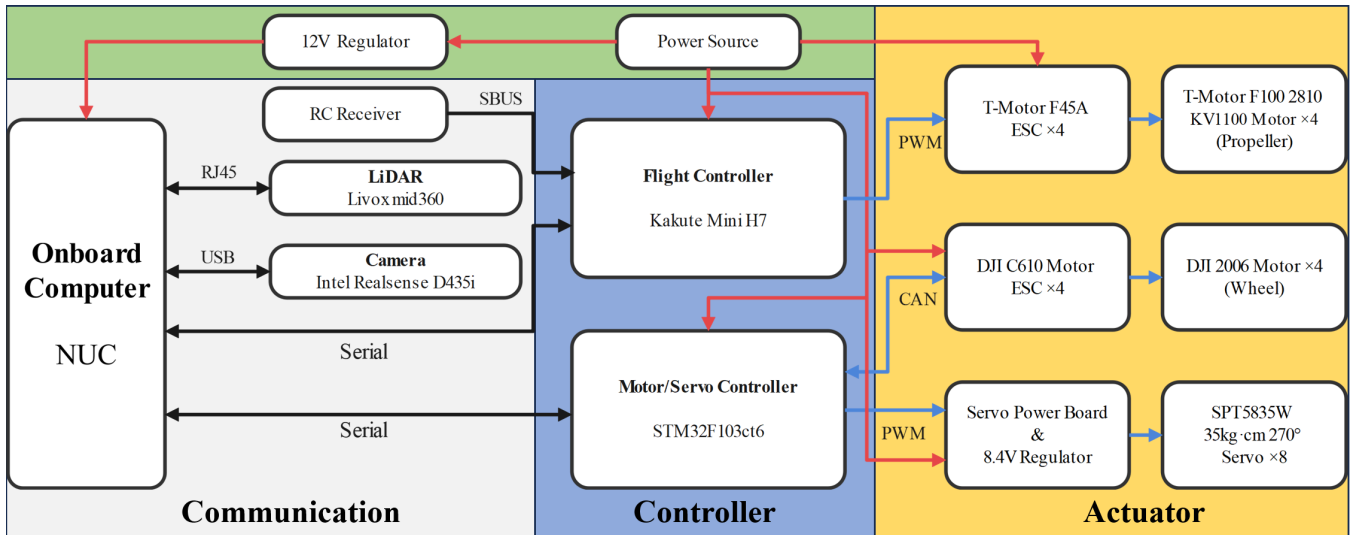 12V Regulator
Power Source
RC Receiver
SBUS
RJ45
LiDAR
Livox mid360
USB
Camera
Intel Realsense D435i
Onboard
Computer
NUC
Serial
Serial
Communication
Flight Controller
Kakute Mini H7
Motor/Servo Controller
STM32F103ct6
Controller
PWM
T-Motor F45A
ESC ×4
T-Motor F100 2810
KV1100 Motor ×4
(Propeller)
CAN
DJI C610 Motor
ESC ×4
DJI 2006 Motor ×4
(Wheel)
PWM
Servo Power Board
&
8.4V Regulator
SPT5835W
35kg·cm 270°
Servo ×8
Actuator